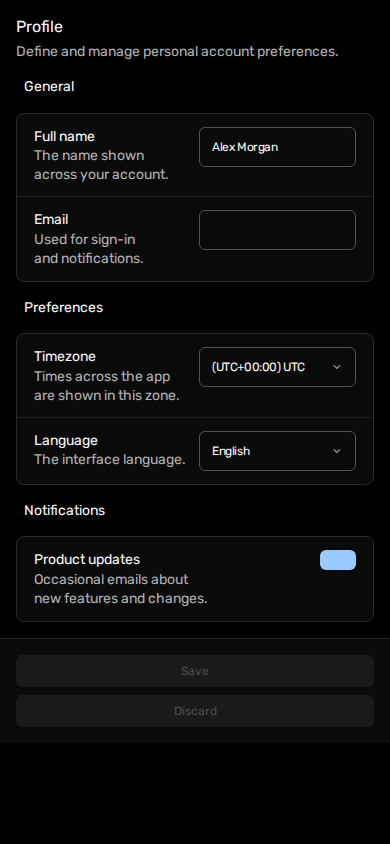 Profile
Define and manage personal account preferences.
General
Full name
The name shown
across your account.
Alex Morgan
Email
Used for sign-in
and notifications.
Preferences
Timezone
Times across the app
are shown in this zone.
(UTC+00:00) UTC
Language
The interface language.
English
Notifications
Product updates
Occasional emails about
new features and changes.
Save
Discard